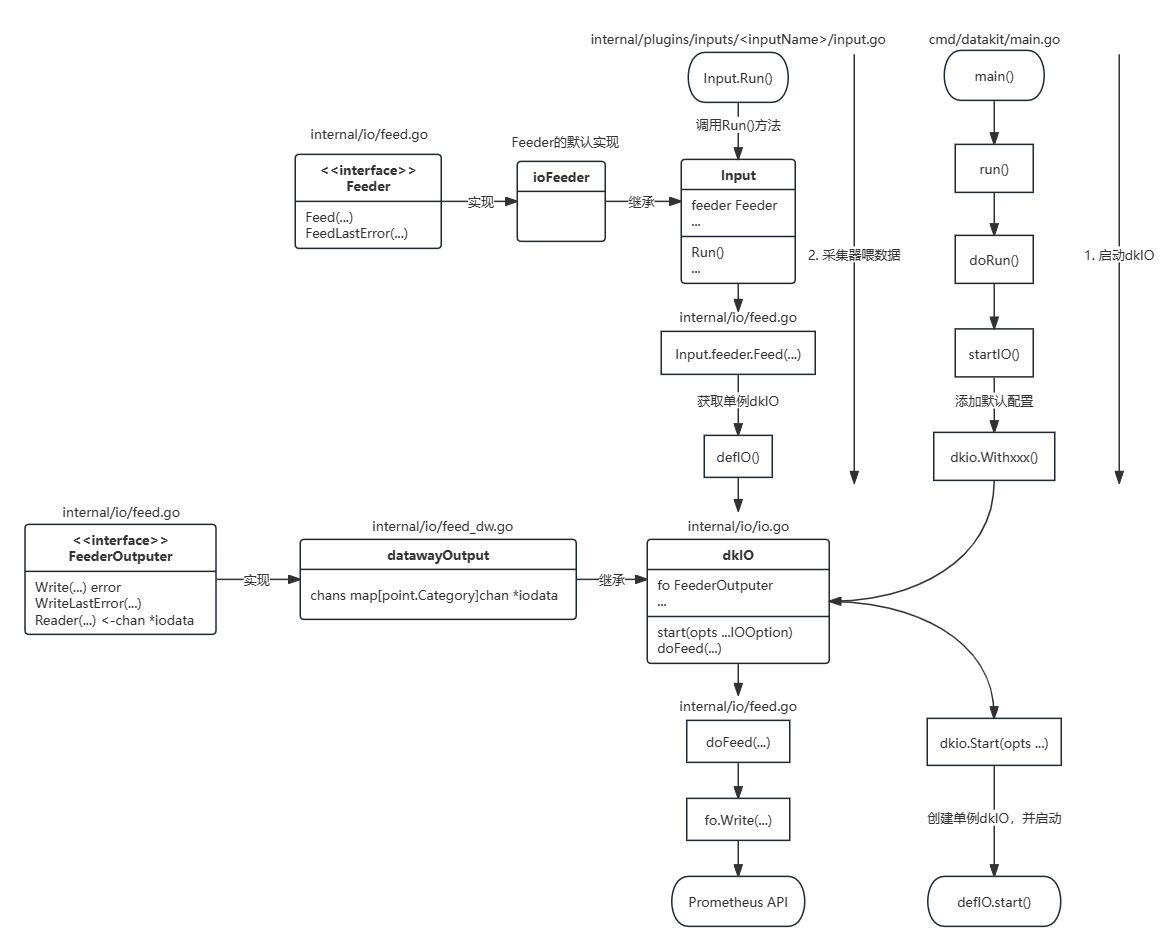 internal/plugins/inputs/<inputName>/input.go
cmd/datakit/main.go
Input.Run()
main()
调用Run()方法
internal/io/feed.go
Feeder的默认实现
<<interface>>
Feeder
Feed(...)
FeedLastError(...)
实现
ioFeeder
继承
Input
feeder Feeder
...
Run()
...
2. 采集器喂数据
run()
doRun()
1. 启动dkIO
internal/io/feed.go
Input.feeder.Feed(...)
startIO()
获取单例dkIO
添加默认配置
defIO()
dkio.Withxxx()
internal/io/feed.go
internal/io/feed_dw.go
internal/io/io.go
<<interface>>
FeederOutputer
Write(...) error
WriteLastError(...)
Reader(...) <-chan *iodata
实现
datawayOutput
chans map[point.Category]chan *iodata
继承
dkIO
fo FeederOutputer
...
start(opts ...IOOption)
doFeed(...)
internal/io/feed.go
doFeed(...)
dkio.Start(opts ...)
fo.Write(...)
创建单例dkIO，并启动
Prometheus API
defIO.start()